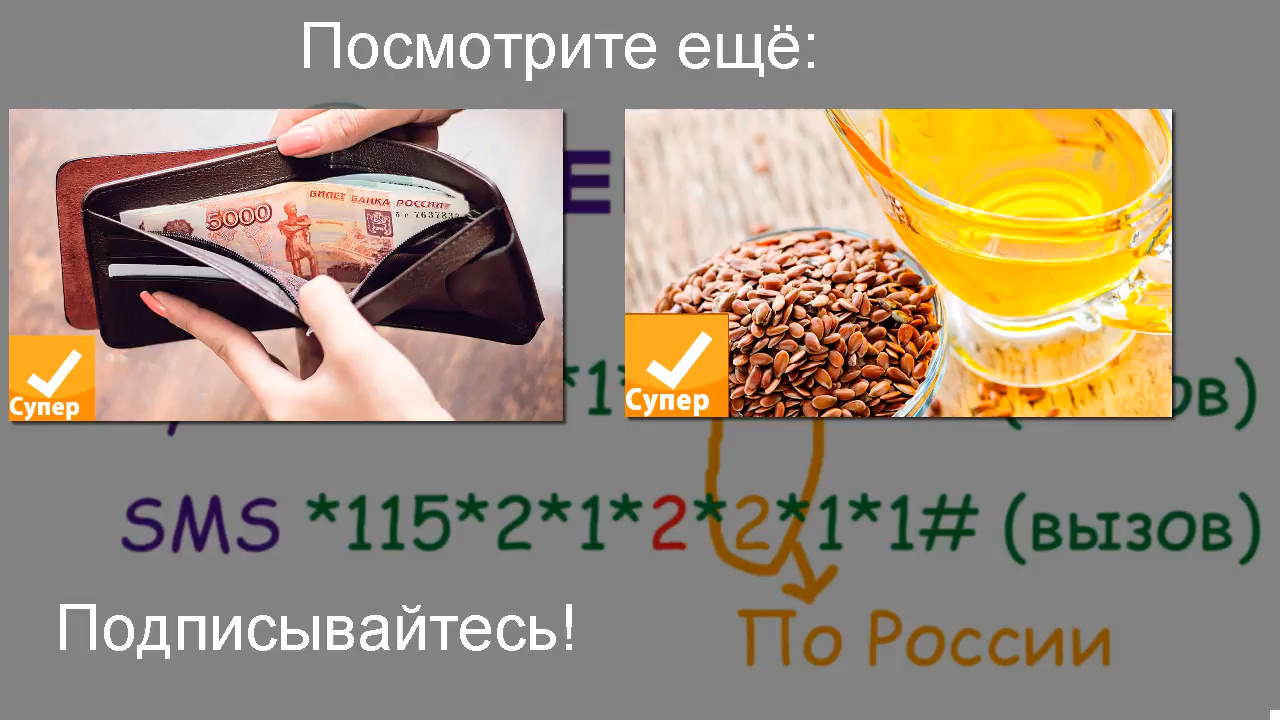 Посмотрите ещё:
5000
БИЛЕТ БАНКА РОССИИ
Супер
Супер
SMS *115*2*1*2*2*1*1# (вызов)
Подписывайтесь!
По России